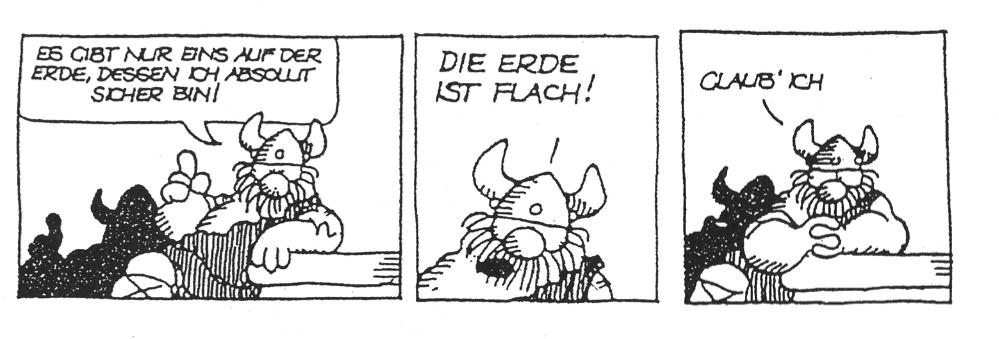 ES GIBT NUR EINS AUF DER
ERDE, DESSEN ICH ABSOLUT
SICHER BIN!
DIE ERDE
IST FLACH!
GLAUB' ICH